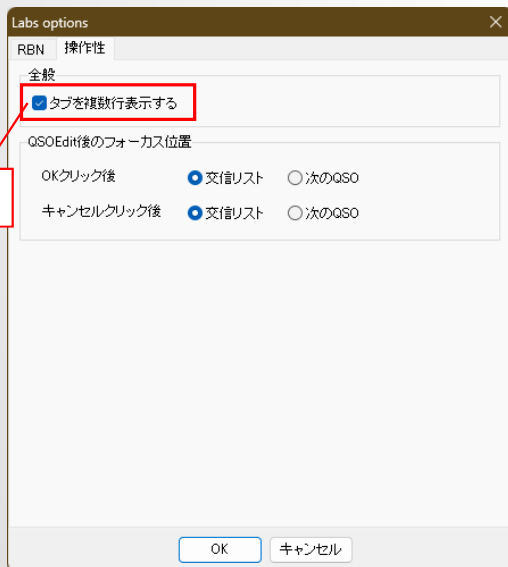 Labs options
RBN 操作性
全般
タブを複数行表示する
QSOEdit後のフォーカス位置
OKクリック後 交信リスト 次のQSO
キャンセルクリック後 交信リスト 次のQSO
OK キャンセル